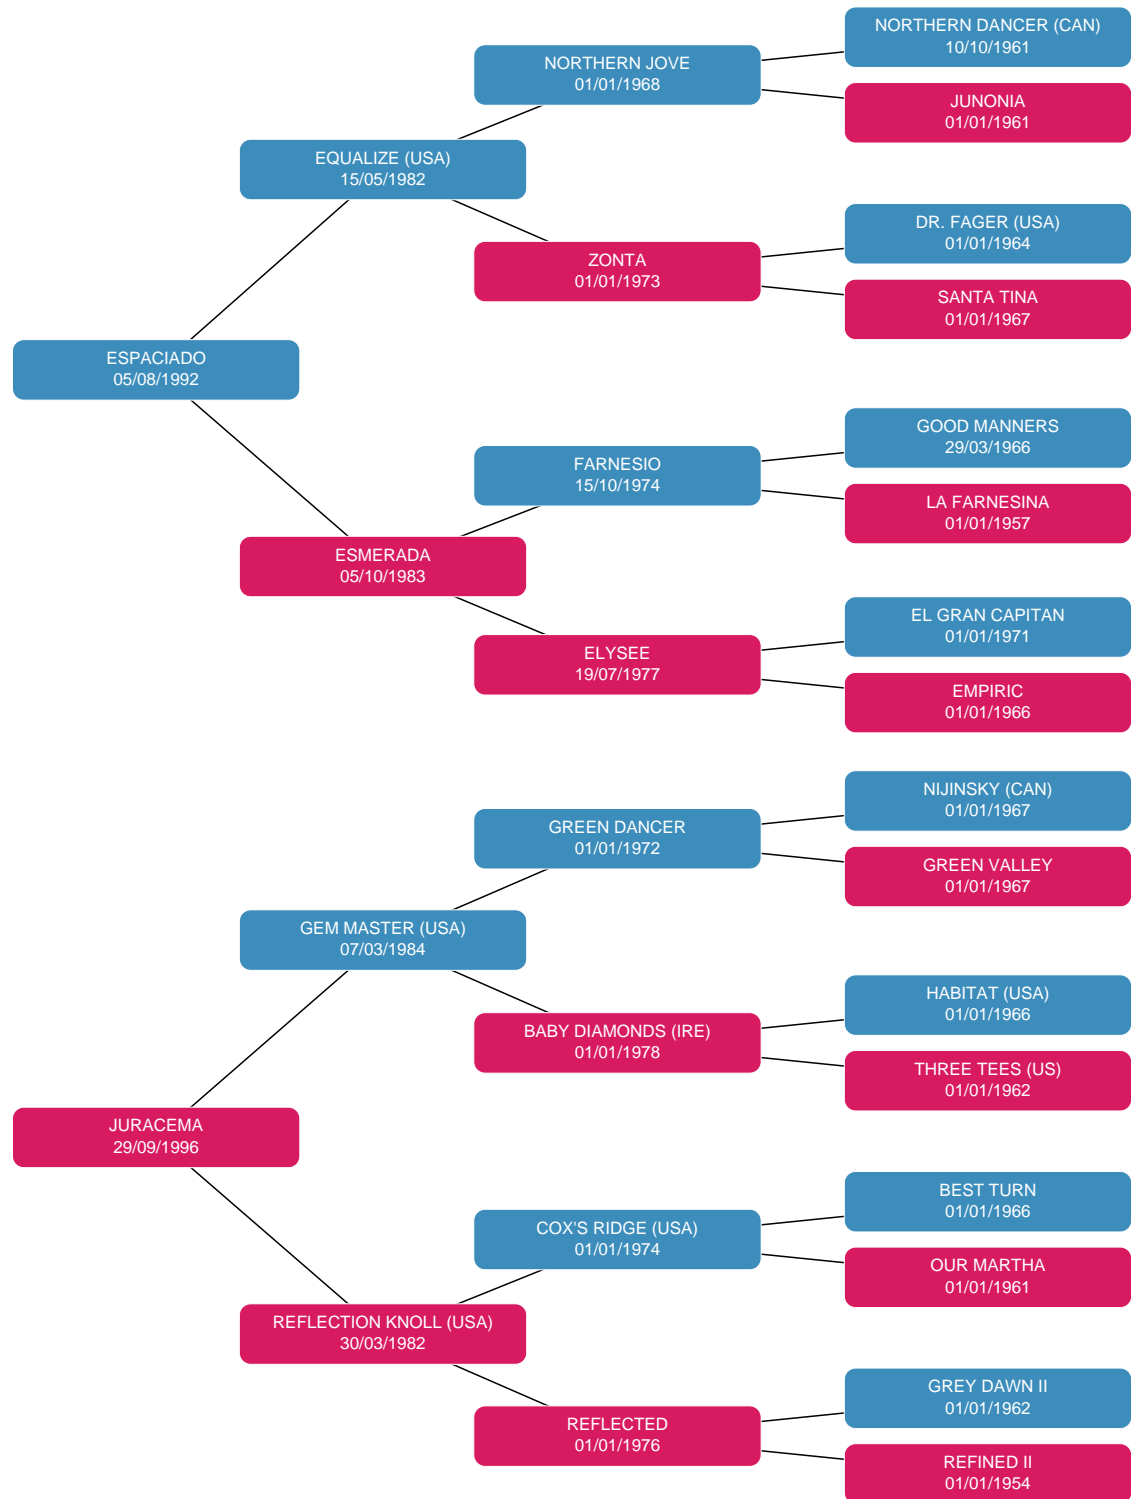 NORTHERN DANCER (CAN)
10/10/1961
NORTHERN JOVE
01/01/1968
JUNONIA
01/01/1961
EQUALIZE (USA)
15/05/1982
DR. FAGER (USA)
01/01/1964
ZONTA
01/01/1973
SANTA TINA
01/01/1967
ESPACIADO
05/08/1992
GOOD MANNERS
29/03/1966
FARNESIO
15/10/1974
LA FARNESINA
01/01/1957
ESMERADA
05/10/1983
EL GRAN CAPITAN
01/01/1971
ELYSEE
19/07/1977
EMPIRIC
01/01/1966
NIJINSKY (CAN)
01/01/1967
GREEN DANCER
01/01/1972
GREEN VALLEY
01/01/1967
GEM MASTER (USA)
07/03/1984
HABITAT (USA)
01/01/1966
BABY DIAMONDS (IRE)
01/01/1978
THREE TEES (US)
01/01/1962
JURACEMA
29/09/1996
BEST TURN
01/01/1966
COX'S RIDGE (USA)
01/01/1974
OUR MARTHA
01/01/1961
REFLECTION KNOLL (USA)
30/03/1982
GREY DAWN II
01/01/1962
REFLECTED
01/01/1976
REFINED II
01/01/1954